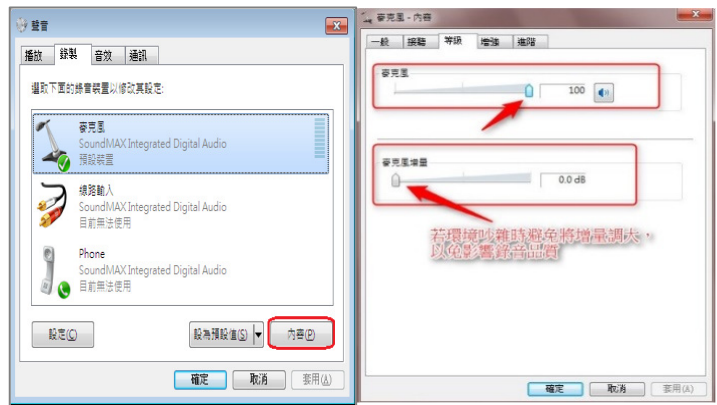 聲音
播放 錄製 音效 通訊
選取下面的錄音裝置以修改其設定:
麥克風
SoundMAX Integrated Digital Audio
預設裝置
線路輸入
SoundMAX Integrated Digital Audio
目前無法使用
Phone
SoundMAX Integrated Digital Audio
目前無法使用
設定(C) 設為預設值(S) 內容(P)
確定 取消 套用(A)
麥克風 - 內容
一般 接聽 等級 增強 進階
麥克風
100
麥克風增量
0.0 dB
若環境吵雜時避免將增量調大，
以免影響錄音品質
確定 取消 套用(A)